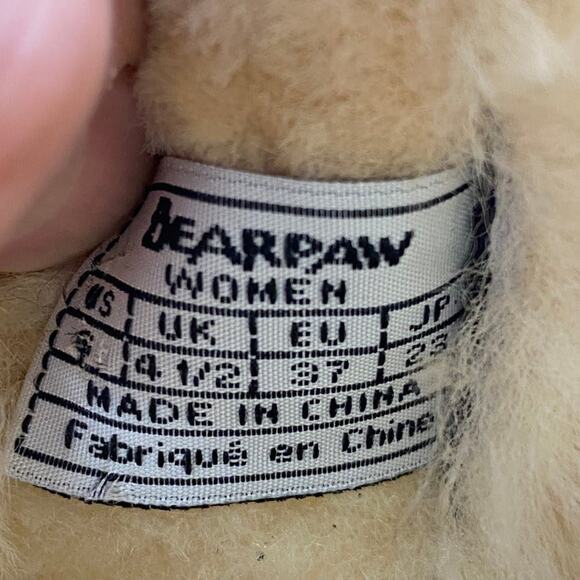 BEARPAW
WOMEN
US UK EU JP
4 1/2 37 23
MADE IN CHINA
Fabriqué en Chine